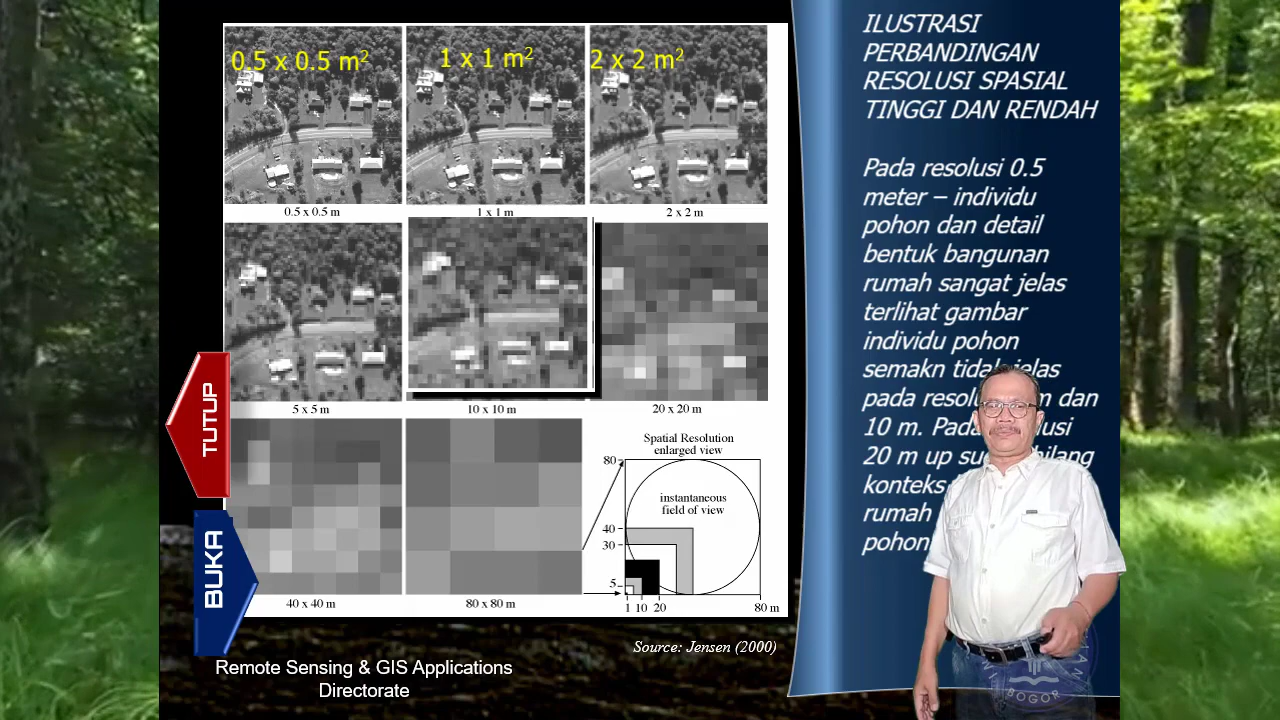 0.5 x 0.5 m²
1 x 1 m²
2 x 2 m²
0.5 x 0.5 m
1 x 1 m
2 x 2 m
5 x 5 m
10 x 10 m
20 x 20 m
40 x 40 m
80 x 80 m
Spatial Resolution
enlarged view
80
instantaneous
field of view
40
30
5
1 10 20 80 m
Source: Jensen (2000)
TUTUP
BUKA
Remote Sensing & GIS Applications
Directorate
ILUSTRASI
PERBANDINGAN
RESOLUSI SPASIAL
TINGGI DAN RENDAH
Pada resolusi 0.5
meter – individu
pohon dan detail
bentuk bangunan
rumah sangat jelas
terlihat gambar
individu pohon
semakn tidak jelas
pada m dan
10 m.
20 m up
konteks
rumah
pohon
BOGOR